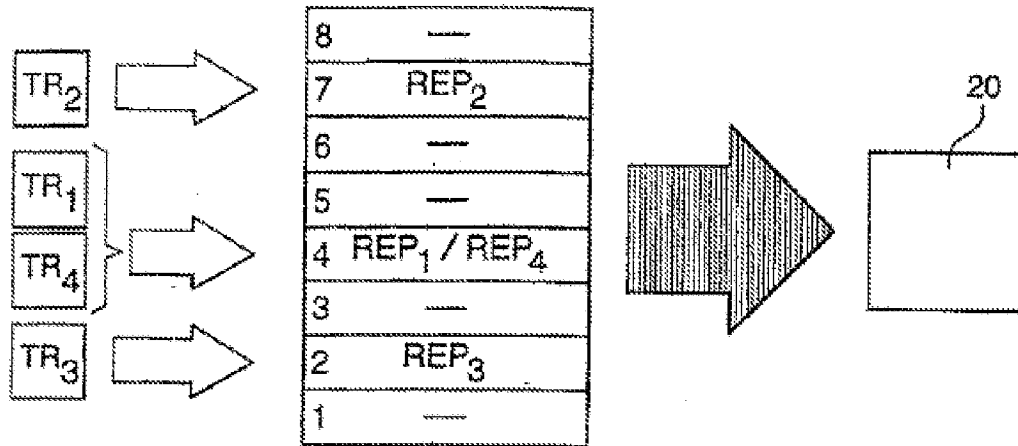 8 —
TR2
7 REP2
20
6 —
TR1
5 —
TR4
4 REP1 / REP4
3 —
TR3
2 REP3
1 —